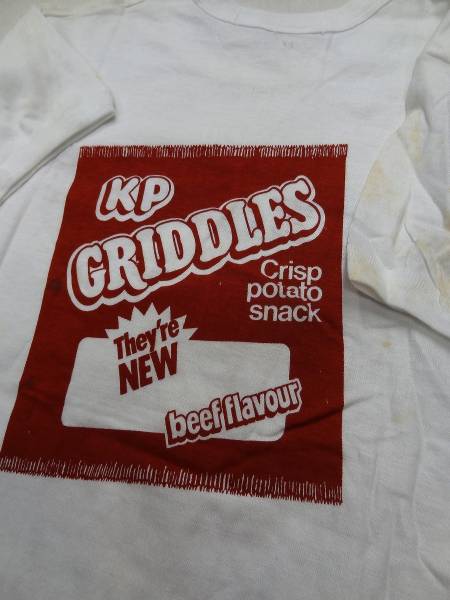 KP
GRIDDLES
Crisp
potato
snack
They're
NEW
beef flavour